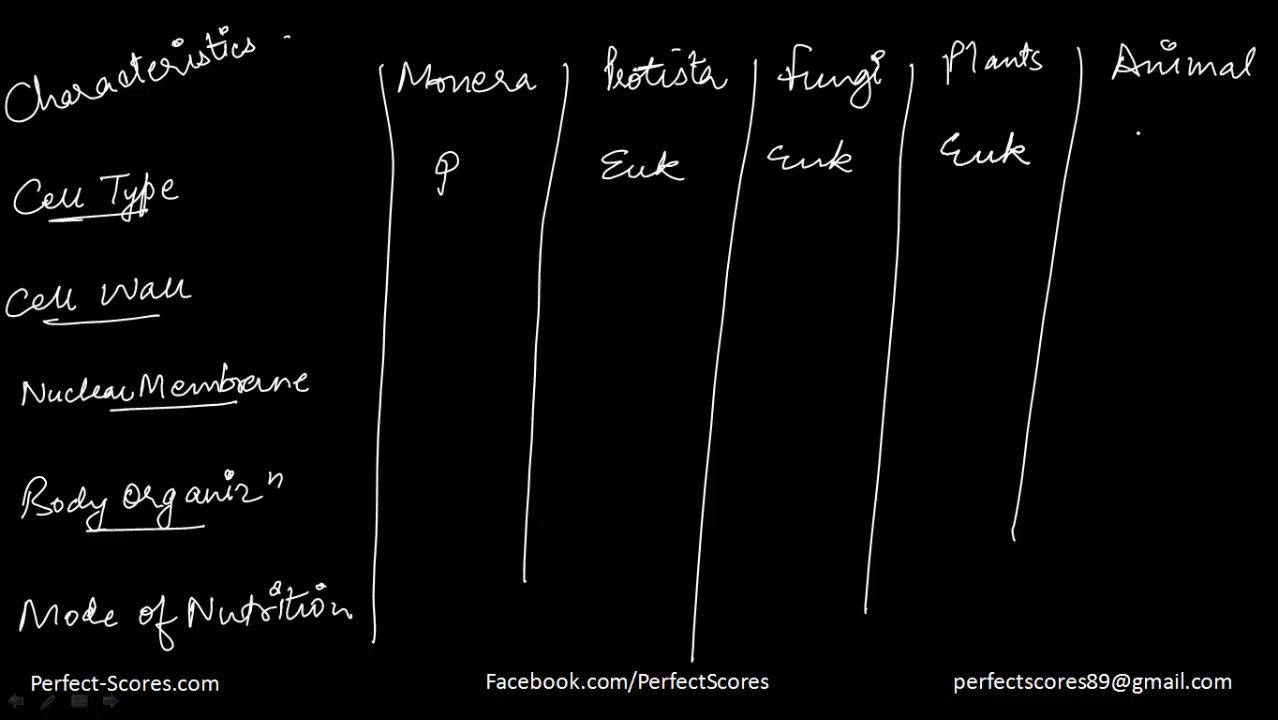 Characteristics Monera Protista Fungi Plants Animal
Cell Type P Euk Euk Euk
Cell Wall
Nuclear Membrane
Body Organizn
Mode of Nutrition
Perfect-Scores.com Facebook.com/PerfectScores perfectscores89@gmail.com